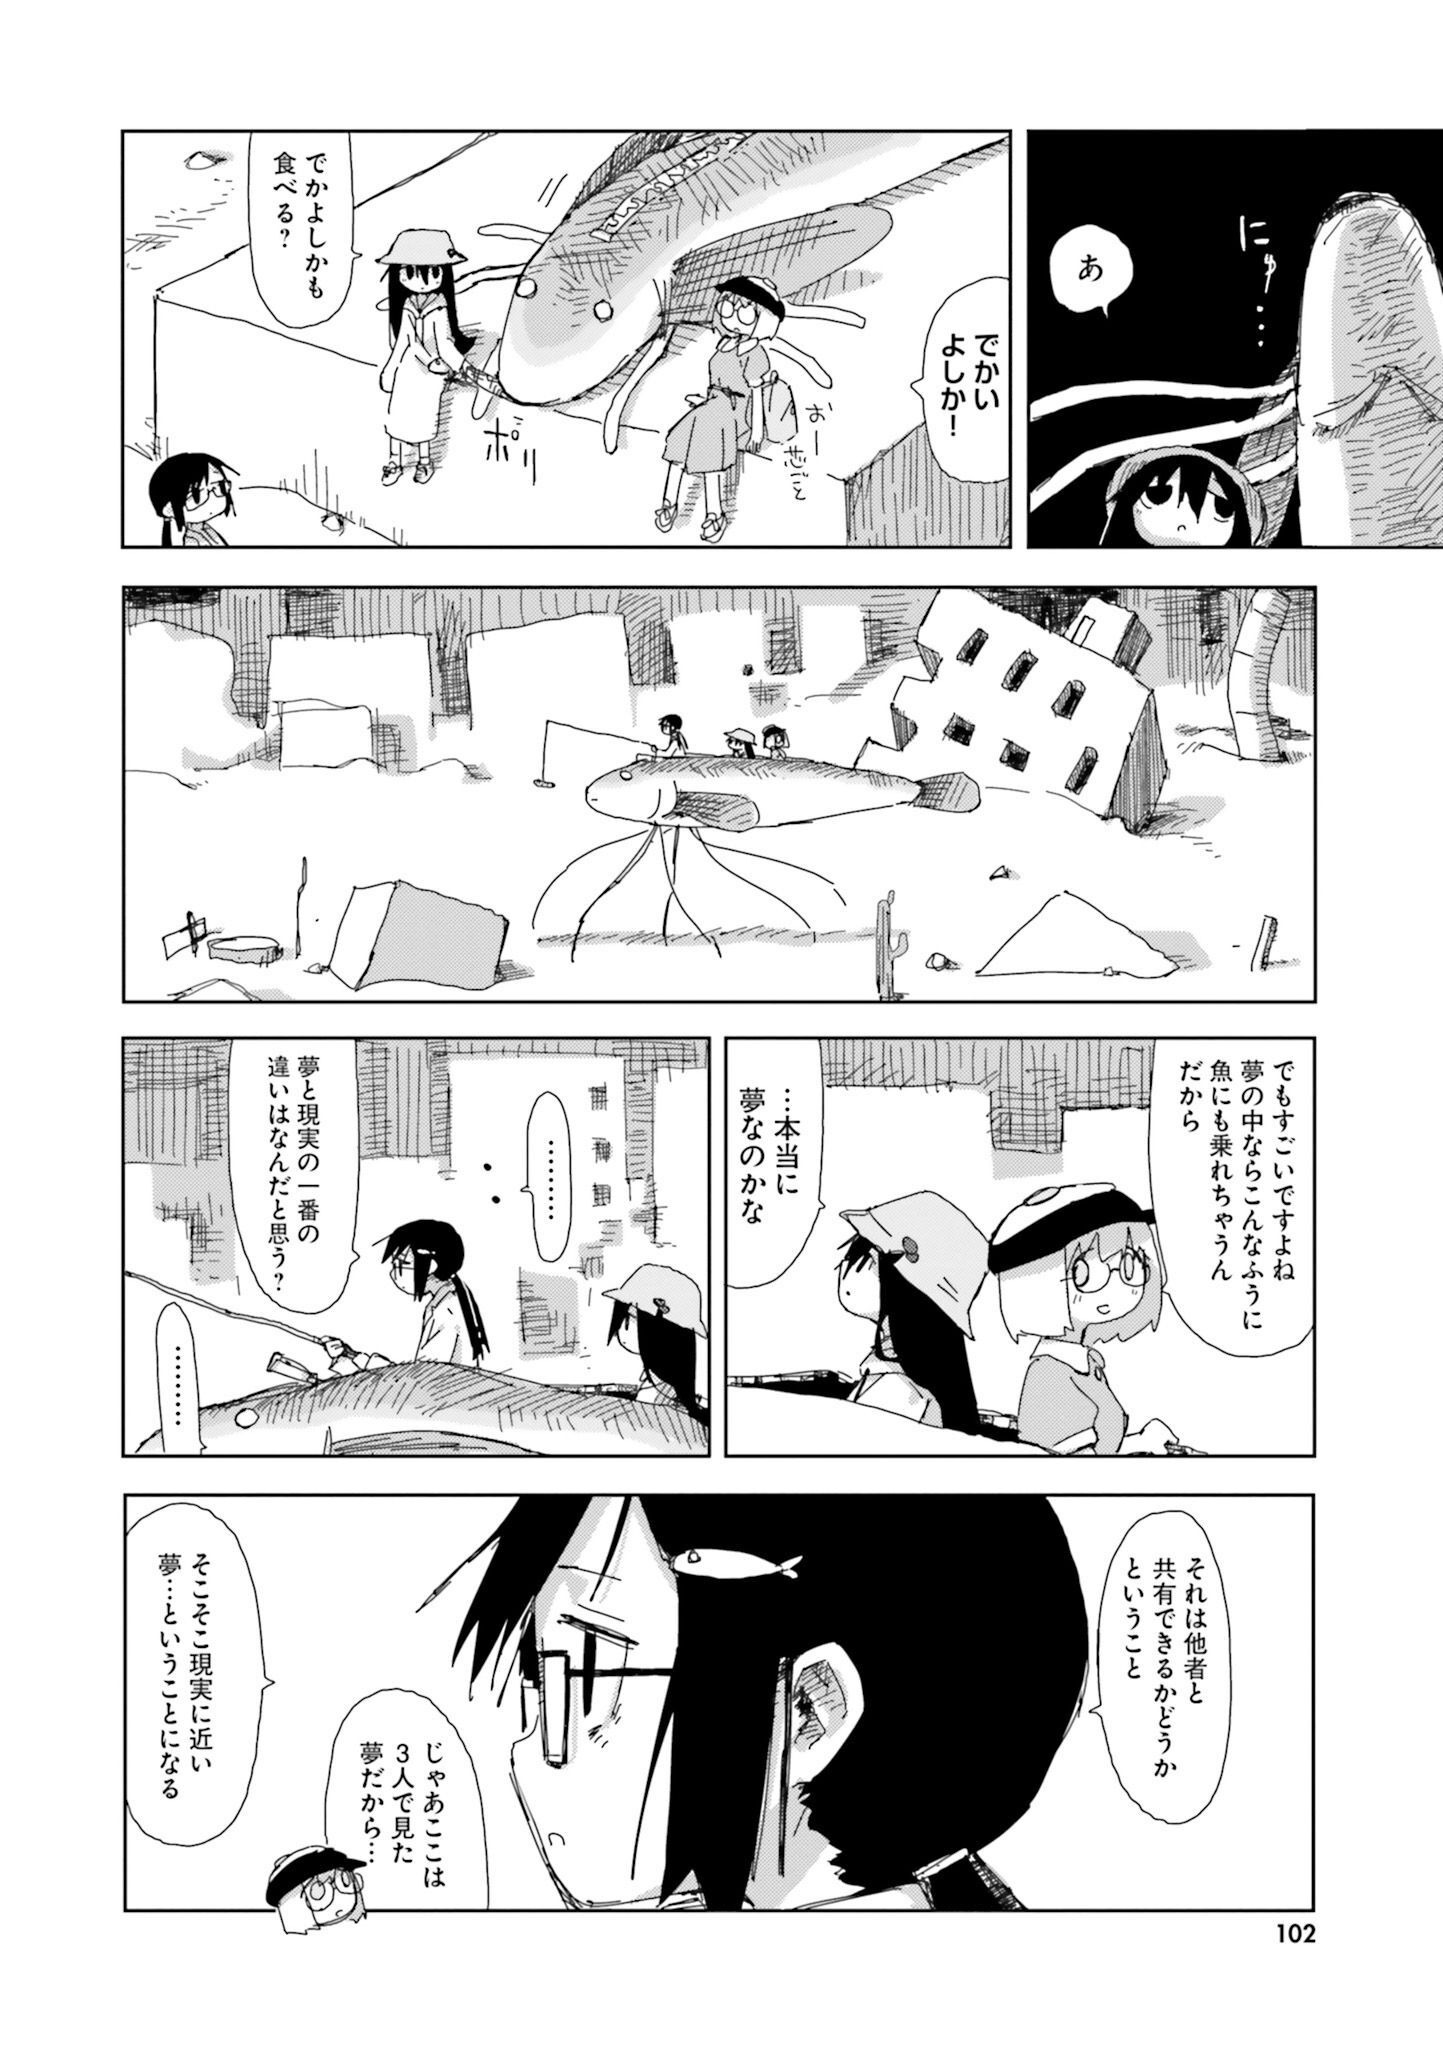 にゅ…
あ
でかい
よしか！
おー
恐ごと
でかよしかも
食べる？
ポリ
でもすごいですよね
夢の中ならこんなふうに
魚にも乗れちゃうん
だから
…本当に
夢なのかな
………
夢と現実の一番の
違いはなんだと思う？
………
それは他者と
共有できるかどうか
ということ
じゃあここは
3人で見た
夢だから…
そこそこ現実に近い
夢…ということになる
102